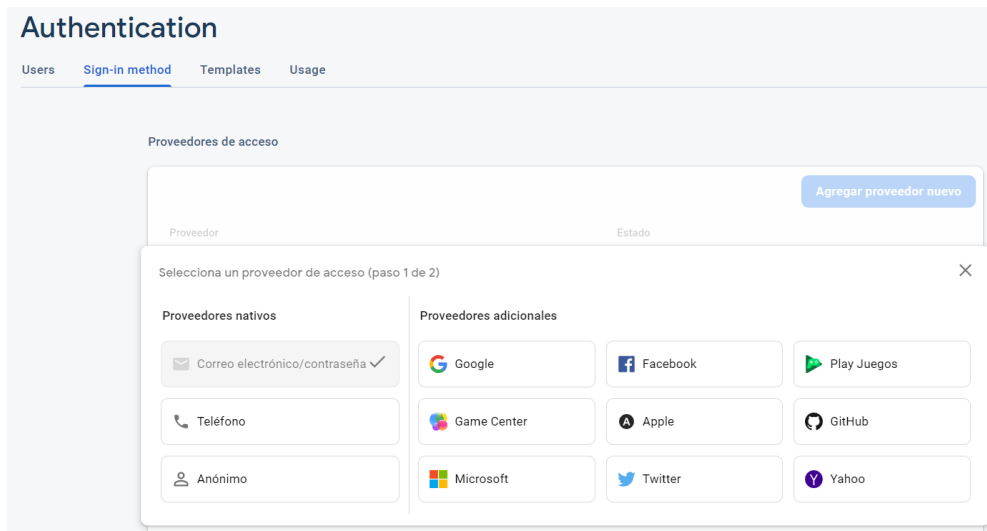 Authentication
Users Sign-in method Templates Usage
Proveedores de acceso
Agregar proveedor nuevo
Proveedor Estado
Selecciona un proveedor de acceso (paso 1 de 2)
Proveedores nativos Proveedores adicionales
Correo electrónico/contraseña Google Facebook Play Juegos
Teléfono Game Center Apple GitHub
Anónimo Microsoft Twitter Yahoo